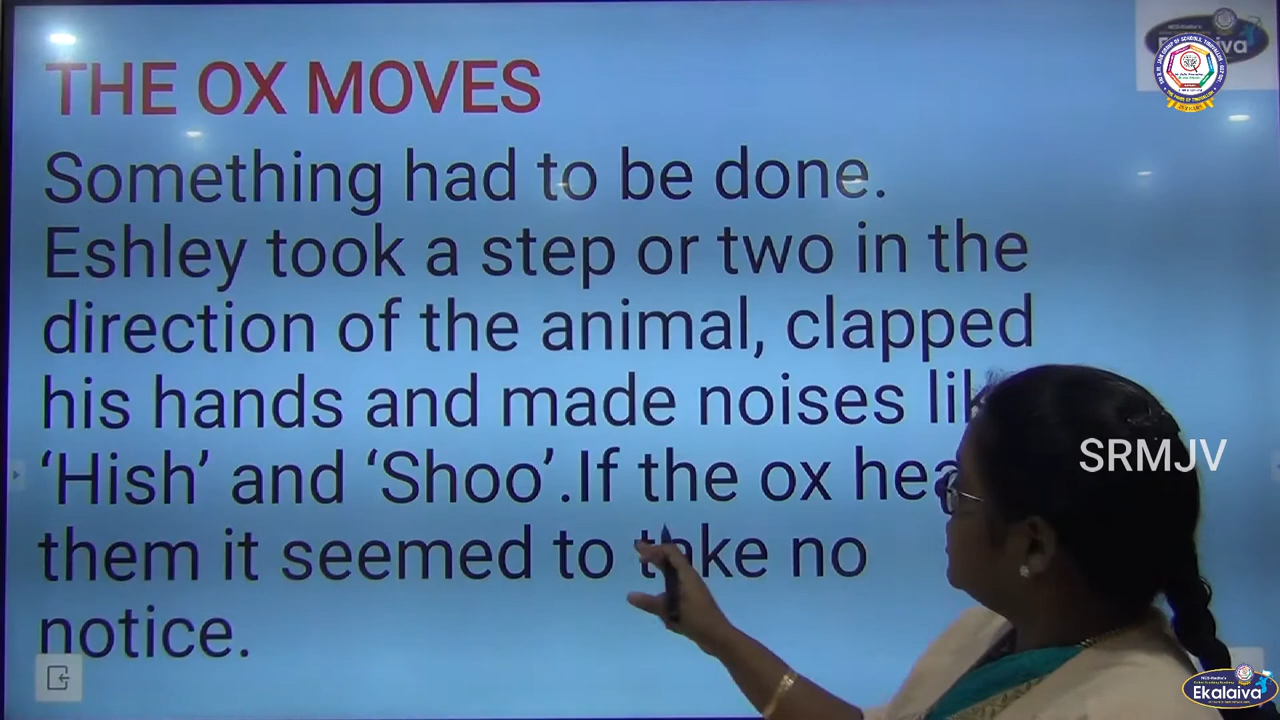 THE OX MOVES
Something had to be done.
Eshley took a step or two in the
direction of the animal, clapped
his hands and made noises
‘Hish’ and ‘Shoo’.If the ox
them it seemed to take no
notice.
SRMJV
Ekalaiva